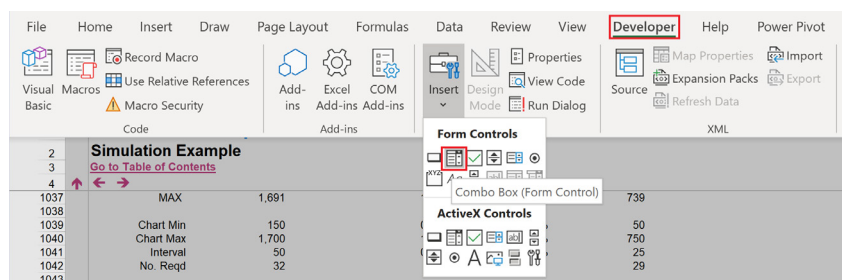 File Home Insert Draw Page Layout Formulas Data Review View Developer Help Power Pivot
Record Macro Properties Map Properties Import
Use Relative References View Code Expansion Packs Export
Visual Basic Macros Add-ins Excel Add-ins COM Add-ins Insert Design Mode Source
Macro Security Run Dialog Refresh Data
Code Add-ins XML
Form Controls
2 Simulation Example
3 Go to Table of Contents
4
XYZ Aa
Combo Box (Form Control)
1037 MAX 1,691 739
1038
ActiveX Controls
1039 Chart Min 150 50
1040 Chart Max 1,700 750
1041 Interval 50 25
1042 No. Reqd 32 29
1043